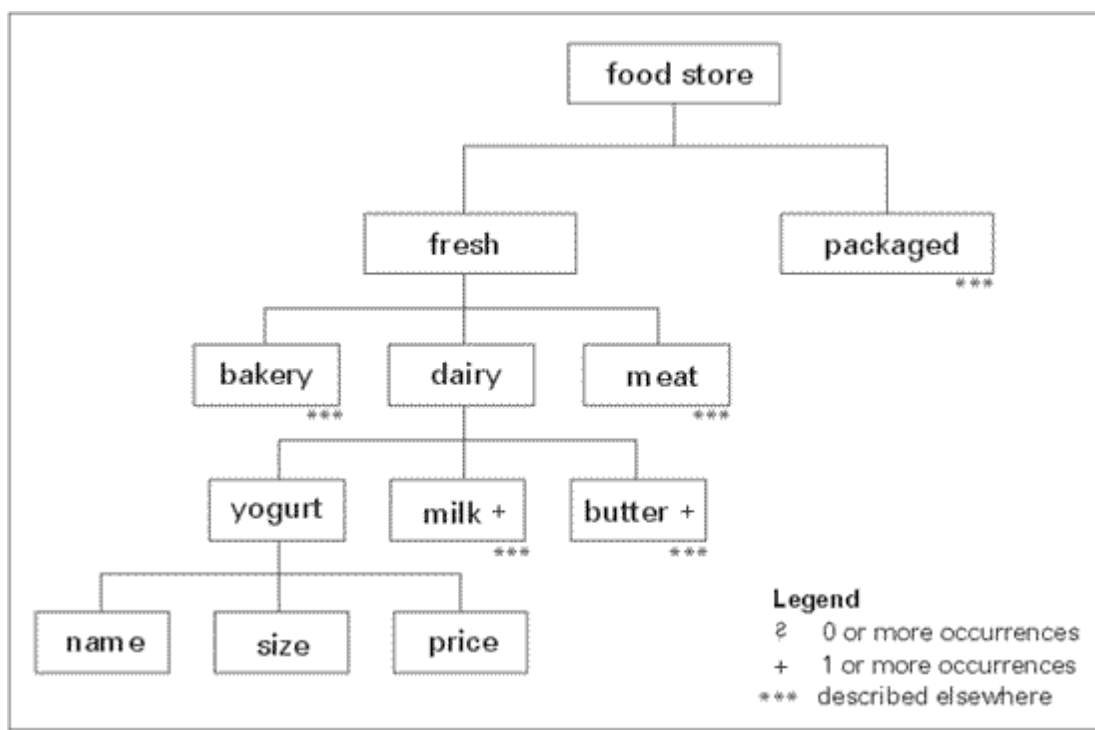 food store
fresh
packaged
***
bakery
dairy
meat
***
***
yogurt
milk +
butter +
***
***
name
size
price
Legend
ƨ 0 or more occurrences
+ 1 or more occurrences
*** described elsewhere